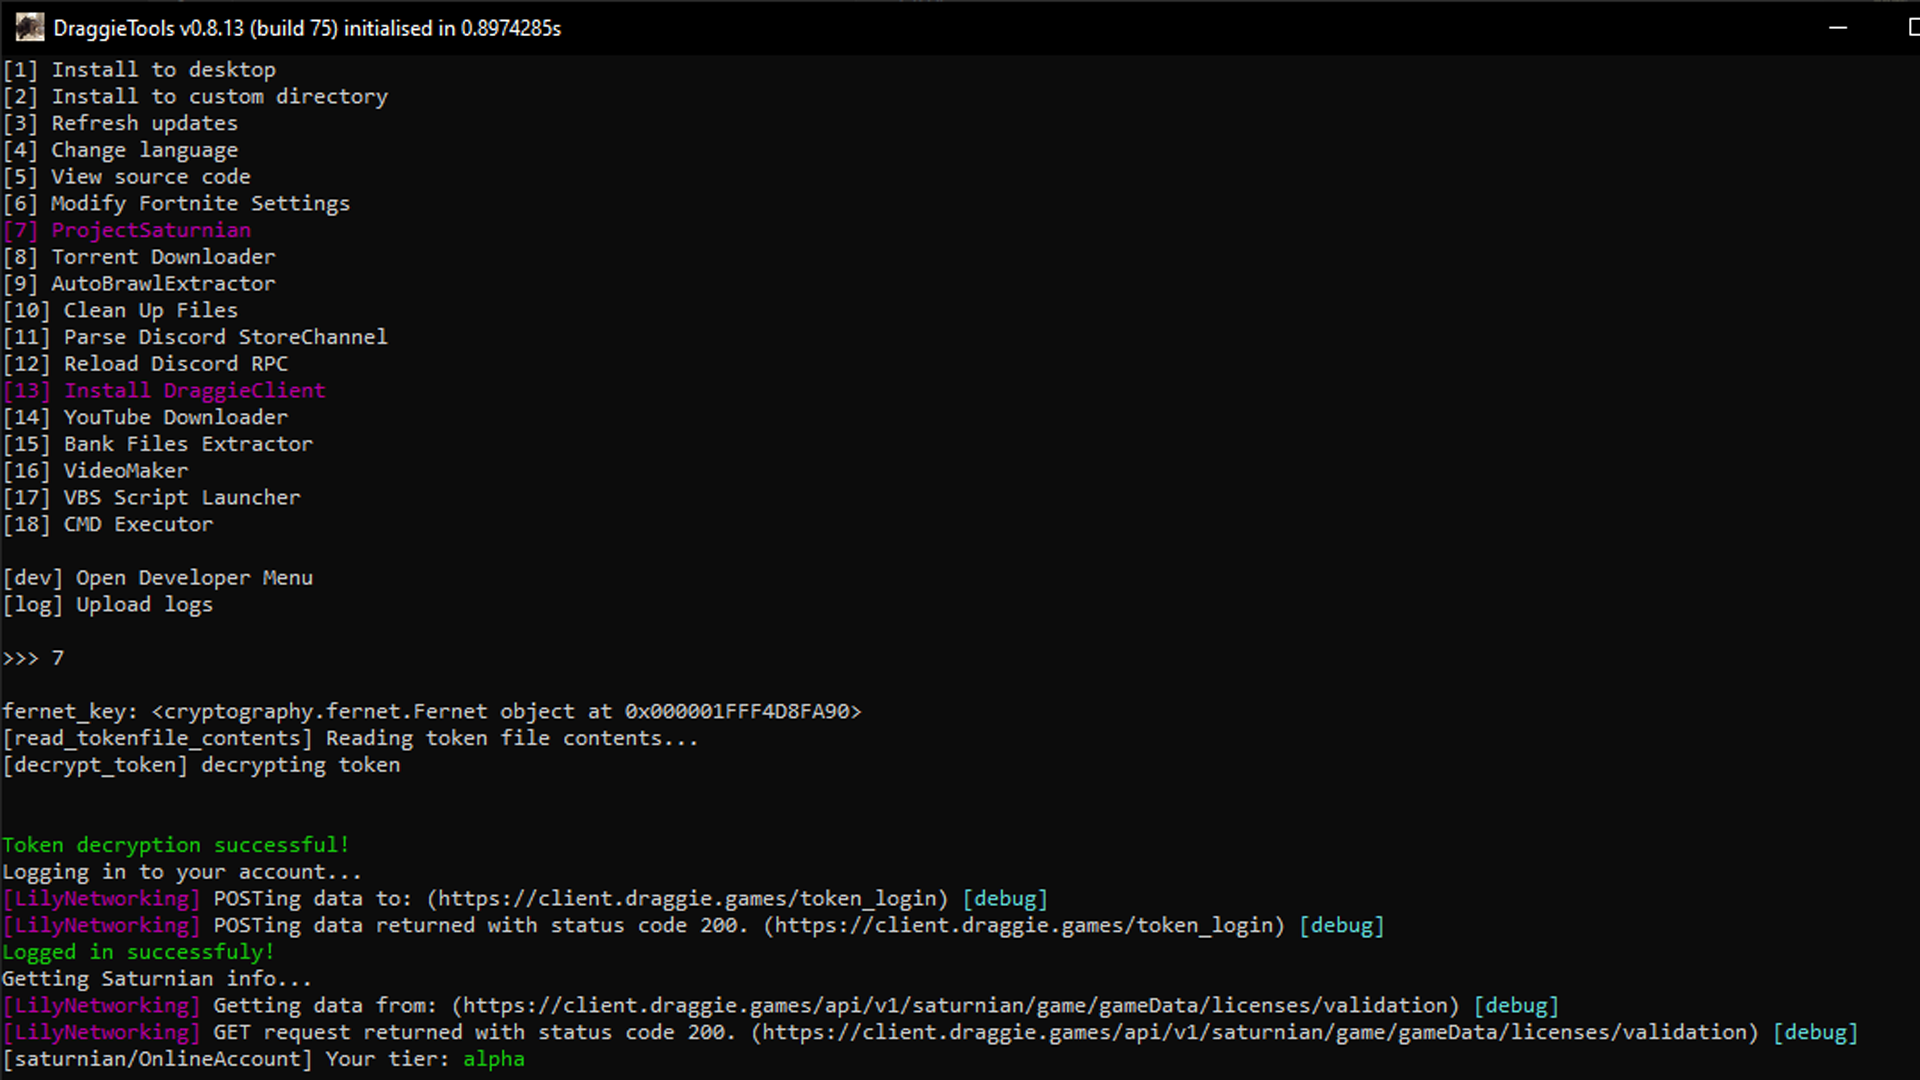 DraggieTools v0.8.13 (build 75) initialised in 0.8974285s
[1] Install to desktop
[2] Install to custom directory
[3] Refresh updates
[4] Change language
[5] View source code
[6] Modify Fortnite Settings
[7] ProjectSaturnian
[8] Torrent Downloader
[9] AutoBrawlExtractor
[10] Clean Up Files
[11] Parse Discord StoreChannel
[12] Reload Discord RPC
[13] Install DraggieClient
[14] YouTube Downloader
[15] Bank Files Extractor
[16] VideoMaker
[17] VBS Script Launcher
[18] CMD Executor
[dev] Open Developer Menu
[log] Upload logs
>>> 7
fernet_key: <cryptography.fernet.Fernet object at 0x000001FFF4D8FA90>
[read_tokenfile_contents] Reading token file contents...
[decrypt_token] decrypting token
Token decryption successful!
Logging in to your account...
[LilyNetworking] POSTing data to: (https://client.draggie.games/token_login) [debug]
[LilyNetworking] POSTing data returned with status code 200. (https://client.draggie.games/token_login) [debug]
Logged in successfuly!
Getting Saturnian info...
[LilyNetworking] Getting data from: (https://client.draggie.games/api/v1/saturnian/game/gameData/licenses/validation) [debug]
[LilyNetworking] GET request returned with status code 200. (https://client.draggie.games/api/v1/saturnian/game/gameData/licenses/validation) [debug]
[saturnian/OnlineAccount] Your tier: alpha